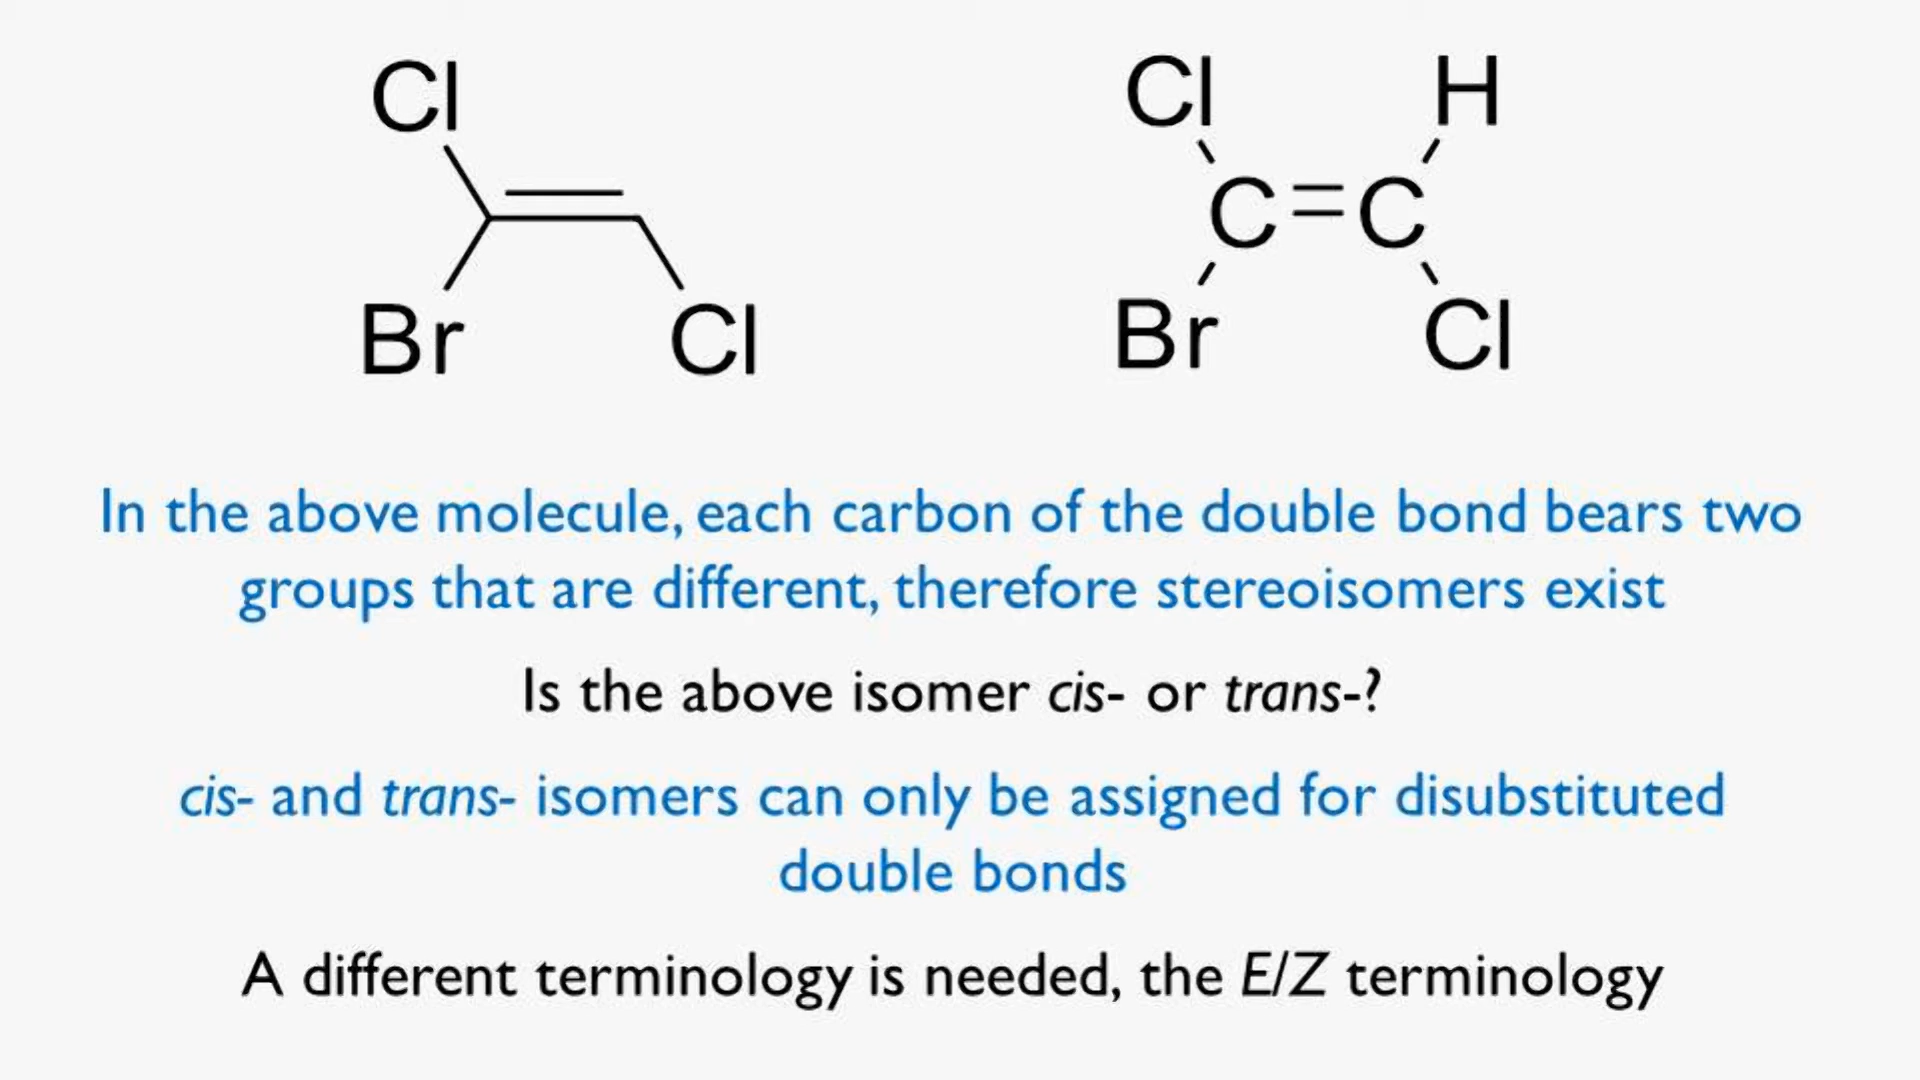 Cl
Br Cl
Cl H
C=C
Br Cl
In the above molecule, each carbon of the double bond bears two
groups that are different, therefore stereoisomers exist
Is the above isomer cis- or trans-?
cis- and trans- isomers can only be assigned for disubstituted
double bonds
A different terminology is needed, the E/Z terminology